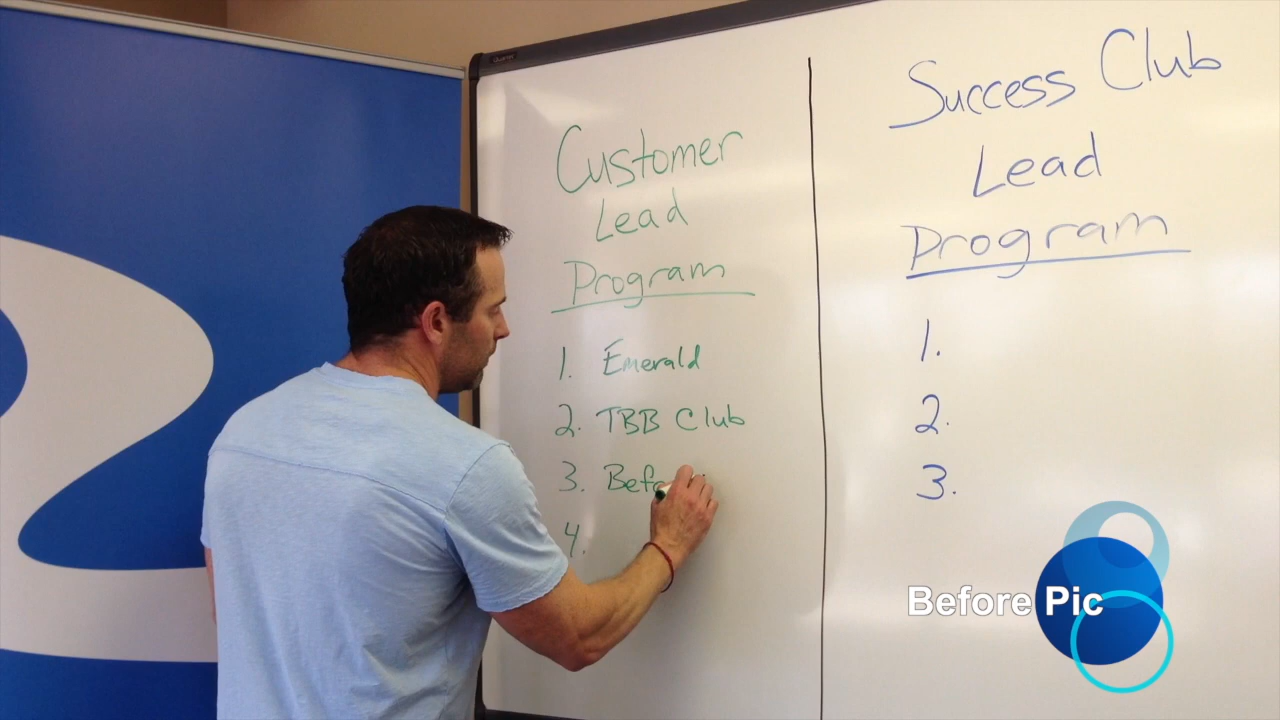 Customer
Lead
Program
1. Emerald
2. TBB Club
3. Befo
4.
Success Club
Lead
Program
1.
2.
3.
Before Pic